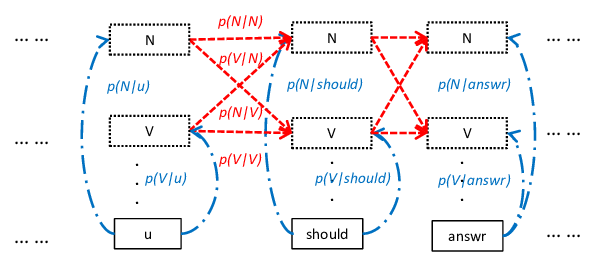 p(N|N)
... ... N N N ... ...
p(V|N)
p(N|u) p(N|should) p(N|answr)
p(N|V)
... ... V V V ... ...
p(V|V)
p(V|u) p(V|should) p(V|answr)
... ... u should answr ... ...